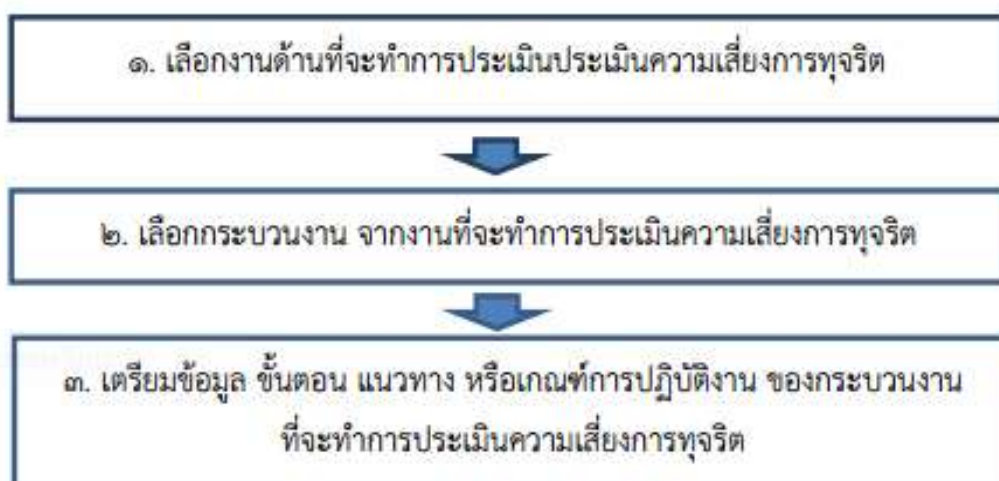 ๑. เลือกงานด้านที่จะทำการประเมินประเมินความเสี่ยงการทุจริต
๒. เลือกกระบวนงาน จากงานที่จะทำการประเมินความเสี่ยงการทุจริต
๓. เตรียมข้อมูล ขั้นตอน แนวทาง หรือเกณฑ์การปฏิบัติงาน ของกระบวนงาน
ที่จะทำการประเมินความเสี่ยงการทุจริต